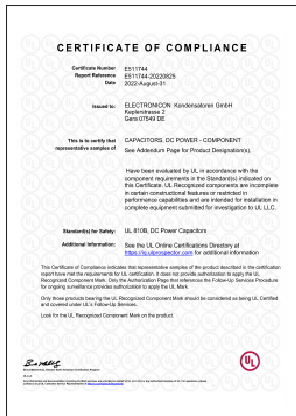 CERTIFICATE OF COMPLIANCE
Certificate Number E511744
Report Reference E511744-20220825
Date 2022-August-31
Issued to: ELECTRONICON Kondensatoren GmbH
Keplerstrasse 2
Gera 07549 DE
This is to certify that CAPACITORS, DC POWER - COMPONENT
representative samples of See Addendum Page for Product Designation(s).
Have been evaluated by UL in accordance with the
component requirements in the Standard(s) indicated on
this Certificate. UL Recognized components are incomplete
in certain constructional features or restricted in
performance capabilities and are intended for installation in
complete equipment submitted for investigation to UL LLC.
Standard(s) for Safety: UL 810B, DC Power Capacitors
Additional Information: See the UL Online Certifications Directory at
https://iq.ulprospector.com for additional information
This Certificate of Compliance indicates that representative samples of the product described in the certification
report have met the requirements for UL certification. It does not provide authorization to apply the UL
Recognized Component Mark. Only the Authorization Page that references the Follow-Up Services Procedure
for ongoing surveillance provides authorization to apply the UL Mark.
Only those products bearing the UL Recognized Component Mark should be considered as being UL Certified
and covered under UL's Follow-Up Services.
Look for the UL Recognized Component Mark on the product.
UL